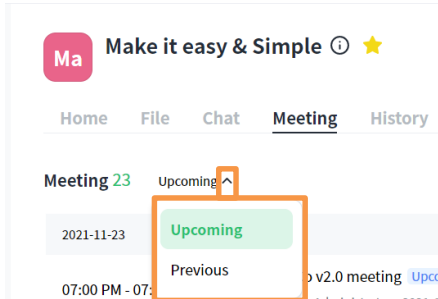 Ma
Make it easy & Simple
Home File Chat Meeting History
Meeting 23 Upcoming
2021-11-23
Upcoming
Previous
07:00 PM - 07:
v2.0 meeting